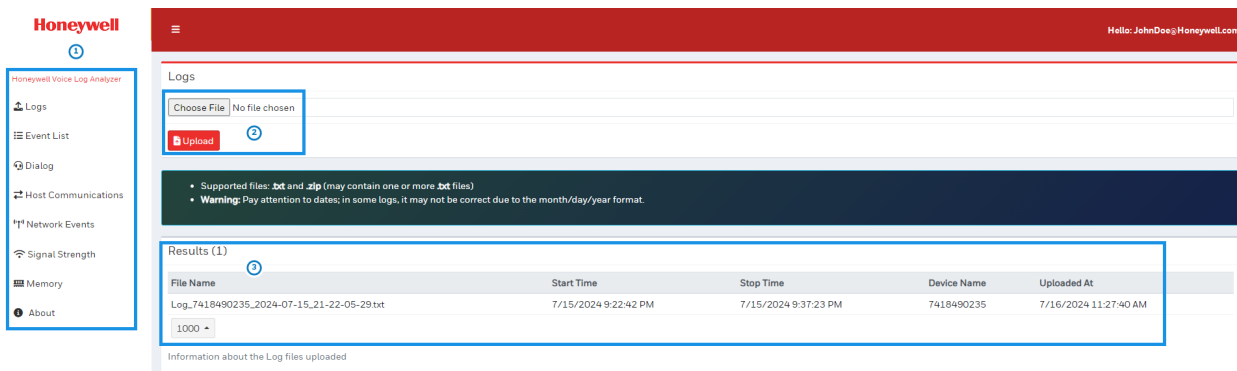 Honeywell
1
Honeywell Voice Log Analyzer
Logs
Event List
Dialog
Host Communications
Network Events
Signal Strength
Memory
About
Hello: JohnDoe@Honeywell.com
Logs
Choose File No file chosen
Upload
2
Supported files: .txt and .zip (may contain one or more .txt files)
Warning: Pay attention to dates; in some logs, it may not be correct due to the month/day/year format.
Results (1)
3
File Name Start Time Stop Time Device Name Uploaded At
Log_7418490235_2024-07-15_21-22-05-29.txt 7/15/2024 9:22:42 PM 7/15/2024 9:37:23 PM 7418490235 7/16/2024 11:27:40 AM
1000
Information about the Log files uploaded